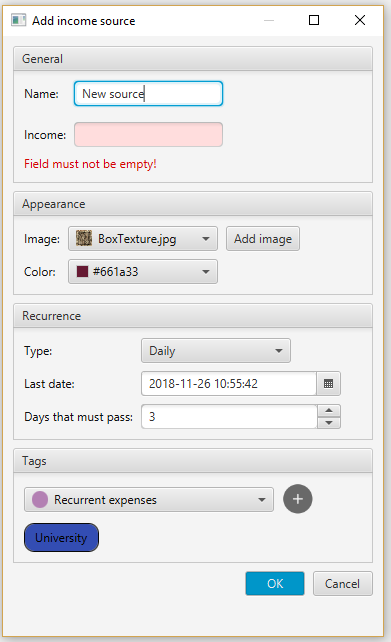 Add income source
General
Name: New source
Income:
Field must not be empty!
Appearance
Image: BoxTexture.jpg Add image
Color: #661a33
Recurrence
Type: Daily
Last date: 2018-11-26 10:55:42
Days that must pass: 3
Tags
Recurrent expenses +
University
OK Cancel